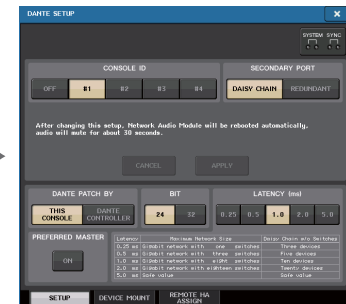 DANTE SETUP
SYSTEM SYNC
CONSOLE ID
SECONDARY PORT
OFF #1 #2 #3 #4 DAISY CHAIN REDUNDANT
After changing this setup, Network Audio Module will be rebooted automatically,
audio will mute for about 30 seconds.
CANCEL APPLY
DANTE PATCH BY BIT LATENCY (ms)
THIS CONSOLE DANTE CONTROLLER 24 32 0.25 0.5 1.0 2.0 5.0
PREFERRED MASTER
ON
Latency Maximum Network Size Daisy Chain w/o Switches
0.25 ms Gigabit network with one switches Three devices
0.5 ms Gigabit network with three switches Five devices
1.0 ms Gigabit network with eight switches Ten devices
2.0 ms Gigabit network with eighteen switches Twenty devices
5.0 ms Safe value Safe value
SETUP DEVICE MOUNT REMOTE HA ASSIGN